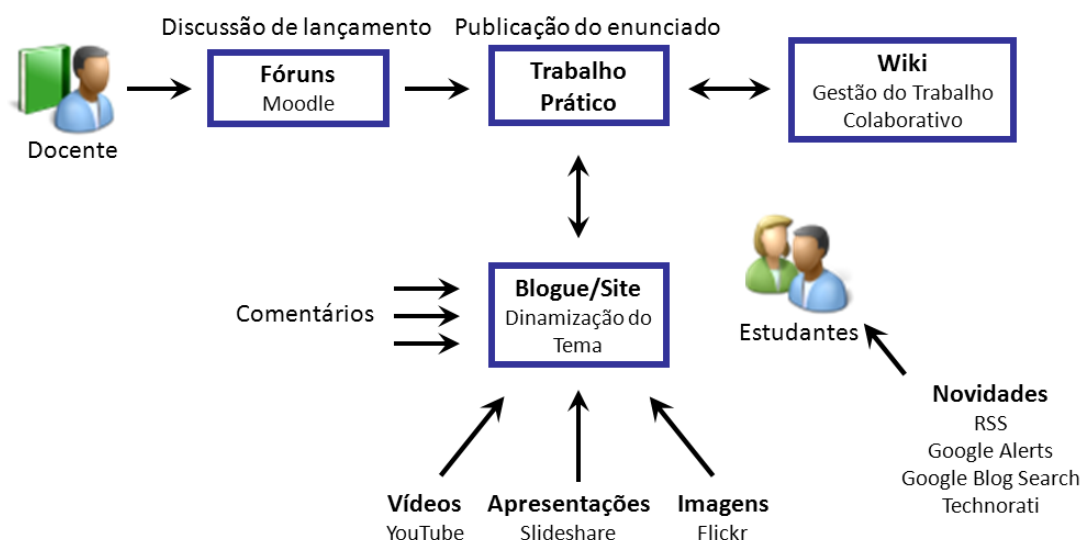 Discussão de lançamento
Publicação do enunciado
Docente
Fóruns
Moodle
Trabalho
Prático
Wiki
Gestão do Trabalho
Colaborativo
Comentários
Blogue/Site
Dinamização do
Tema
Estudantes
Novidades
RSS
Google Alerts
Google Blog Search
Technorati
Vídeos
YouTube
Apresentações
Slideshare
Imagens
Flickr